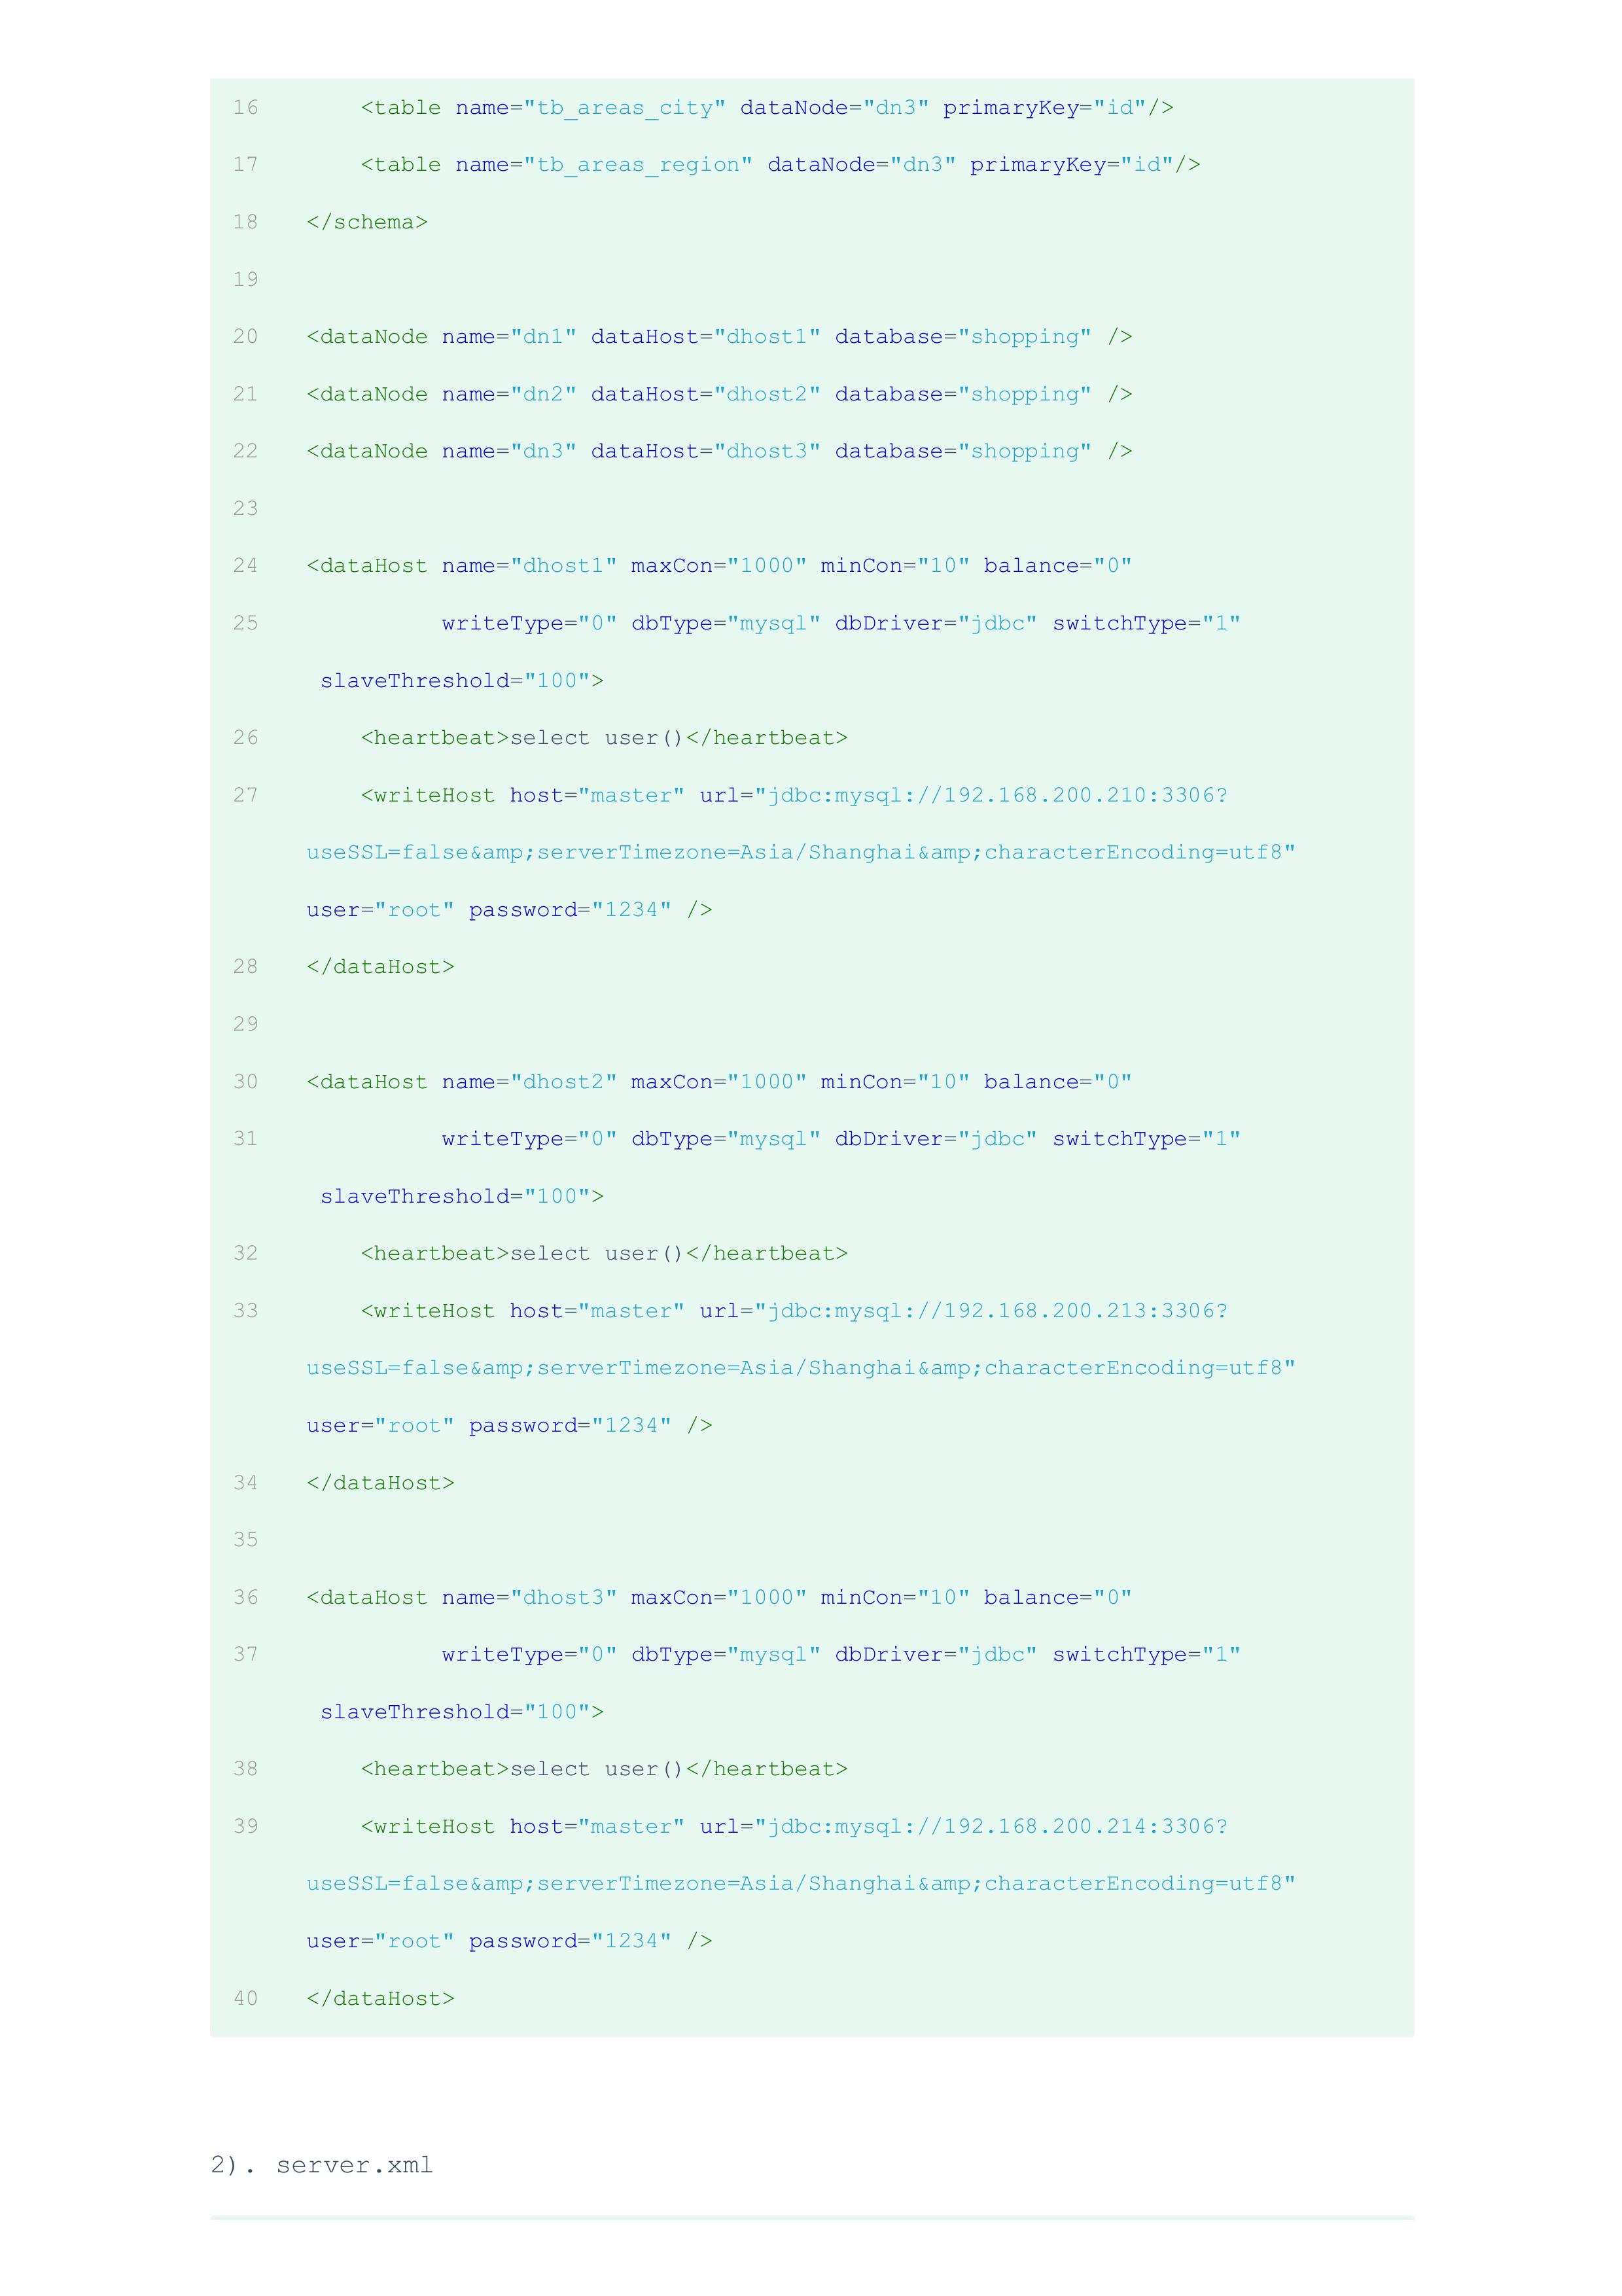 16 <table name="tb_areas_city" dataNode="dn3" primaryKey="id"/>
17 <table name="tb_areas_region" dataNode="dn3" primaryKey="id"/>
18 </schema>
19
20 <dataNode name="dn1" dataHost="dhost1" database="shopping" />
21 <dataNode name="dn2" dataHost="dhost2" database="shopping" />
22 <dataNode name="dn3" dataHost="dhost3" database="shopping" />
23
24 <dataHost name="dhost1" maxCon="1000" minCon="10" balance="0"
25 writeType="0" dbType="mysql" dbDriver="jdbc" switchType="1"
slaveThreshold="100">
26 <heartbeat>select user()</heartbeat>
27 <writeHost host="master" url="jdbc:mysql://192.168.200.210:3306?
useSSL=false&amp;serverTimezone=Asia/Shanghai&amp;characterEncoding=utf8"
user="root" password="1234" />
28 </dataHost>
29
30 <dataHost name="dhost2" maxCon="1000" minCon="10" balance="0"
31 writeType="0" dbType="mysql" dbDriver="jdbc" switchType="1"
slaveThreshold="100">
32 <heartbeat>select user()</heartbeat>
33 <writeHost host="master" url="jdbc:mysql://192.168.200.213:3306?
useSSL=false&amp;serverTimezone=Asia/Shanghai&amp;characterEncoding=utf8"
user="root" password="1234" />
34 </dataHost>
35
36 <dataHost name="dhost3" maxCon="1000" minCon="10" balance="0"
37 writeType="0" dbType="mysql" dbDriver="jdbc" switchType="1"
slaveThreshold="100">
38 <heartbeat>select user()</heartbeat>
39 <writeHost host="master" url="jdbc:mysql://192.168.200.214:3306?
useSSL=false&amp;serverTimezone=Asia/Shanghai&amp;characterEncoding=utf8"
user="root" password="1234" />
40 </dataHost>
2). server.xml